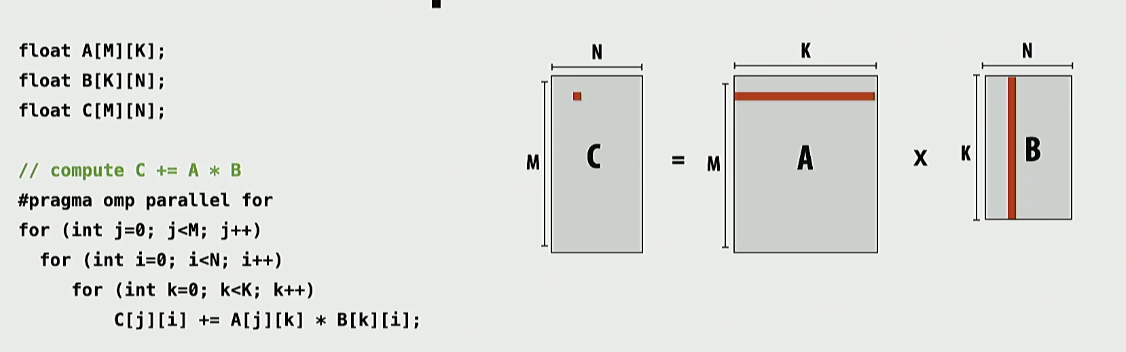 float A[M][K];
float B[K][N];
float C[M][N];
// compute C += A * B
#pragma omp parallel for
for (int j=0; j<M; j++)
for (int i=0; i<N; i++)
for (int k=0; k<K; k++)
C[j][i] += A[j][k] * B[k][i];
N
M
C
=
K
M
A
X
N
K
B